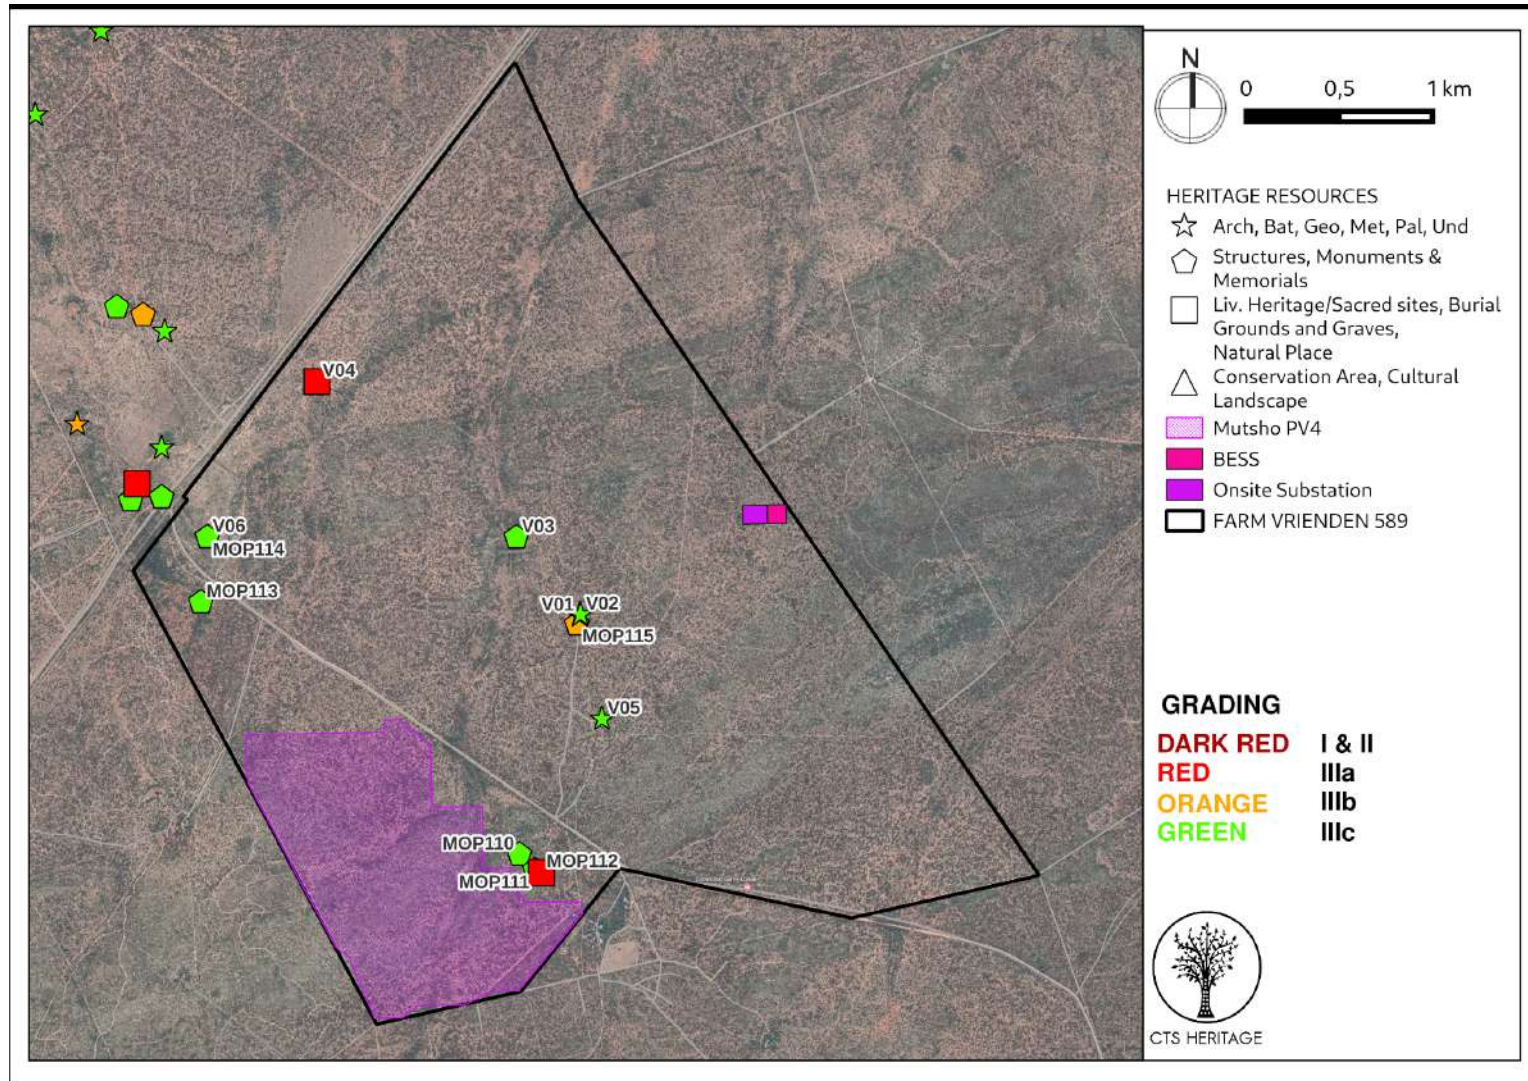 N
0 0,5 1 km
HERITAGE RESOURCES
Arch, Bat, Geo, Met, Pal, Und
Structures, Monuments &
Memorials
Liv. Heritage/Sacred sites, Burial
Grounds and Graves,
Natural Place
Conservation Area, Cultural
Landscape
Mutsho PV4
BESS
Onsite Substation
FARM VRIENDEN 589
GRADING
DARK RED I & II
RED IIIa
ORANGE IIIb
GREEN IIIc
CTS HERITAGE
V04
V06
MOP114
V03
MOP113
V01 V02
MOP115
V05
MOP110
MOP112
MOP111